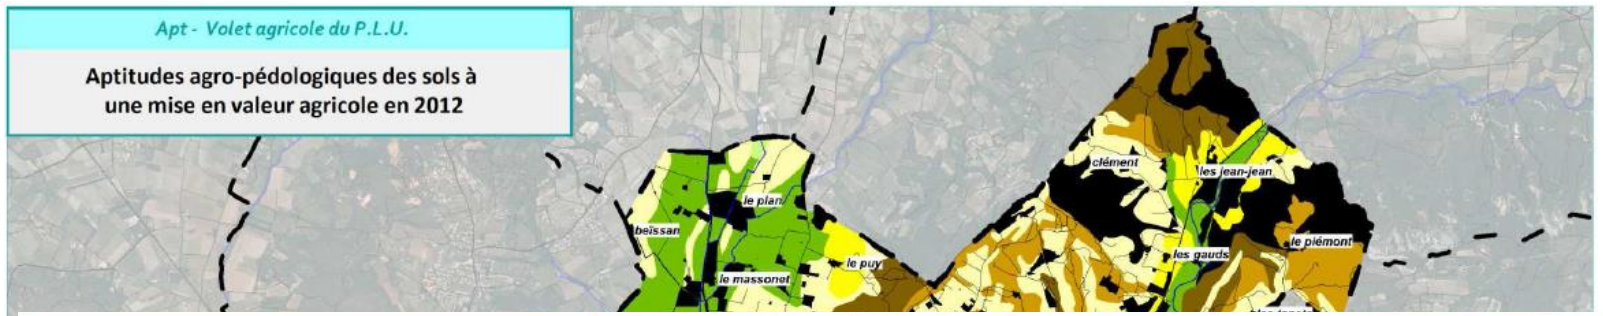 Apt - Volet agricole du P.L.U.
Aptitudes agro-pédologiques des sols à
une mise en valeur agricole en 2012
clément
les jean-jean
le plan
beïssan
le piémont
les gauds
le puy
le massonet